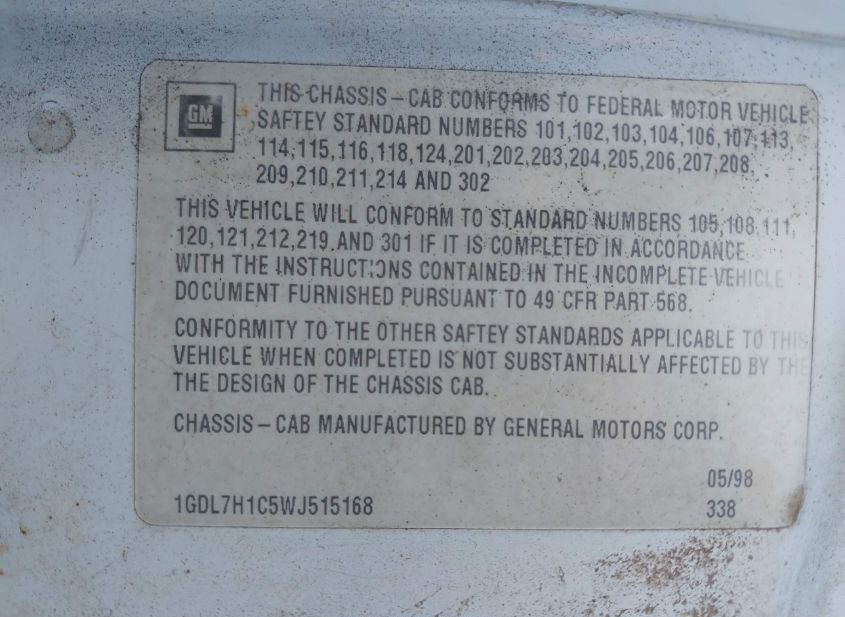 GM
THIS CHASSIS – CAB CONFORMS TO FEDERAL MOTOR VEHICLE
SAFTEY STANDARD NUMBERS 101,102,103,104,106,107,113,
114,115,116,118,124,201,202,203,204,205,206,207,208,
209,210,211,214 AND 302
THIS VEHICLE WILL CONFORM TO STANDARD NUMBERS 105,108,111,
120,121,212,219,AND 301 IF IT IS COMPLETED IN ACCORDANCE
WITH THE INSTRUCTIONS CONTAINED IN THE INCOMPLETE VEHICLE
DOCUMENT FURNISHED PURSUANT TO 49 CFR PART 568.
CONFORMITY TO THE OTHER SAFTEY STANDARDS APPLICABLE TO THIS
VEHICLE WHEN COMPLETED IS NOT SUBSTANTIALLY AFFECTED BY THE
THE DESIGN OF THE CHASSIS CAB.
CHASSIS – CAB MANUFACTURED BY GENERAL MOTORS CORP.
05/98
1GDL7H1C5WJ515168 338